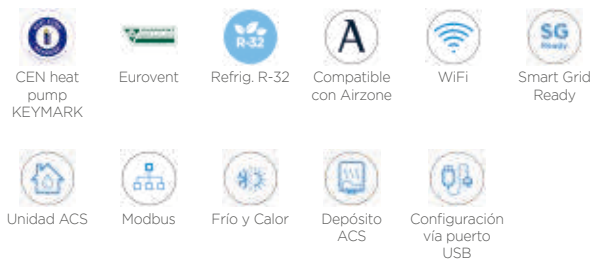 R-32
A
SG
Ready
CEN heat
pump
KEYMARK
Eurovent
Refrig. R-32
Compatible
con Airzone
WiFi
Smart Grid
Ready
Unidad ACS
Modbus
Frío y Calor
Depósito
ACS
Configuración
vía puerto
USB